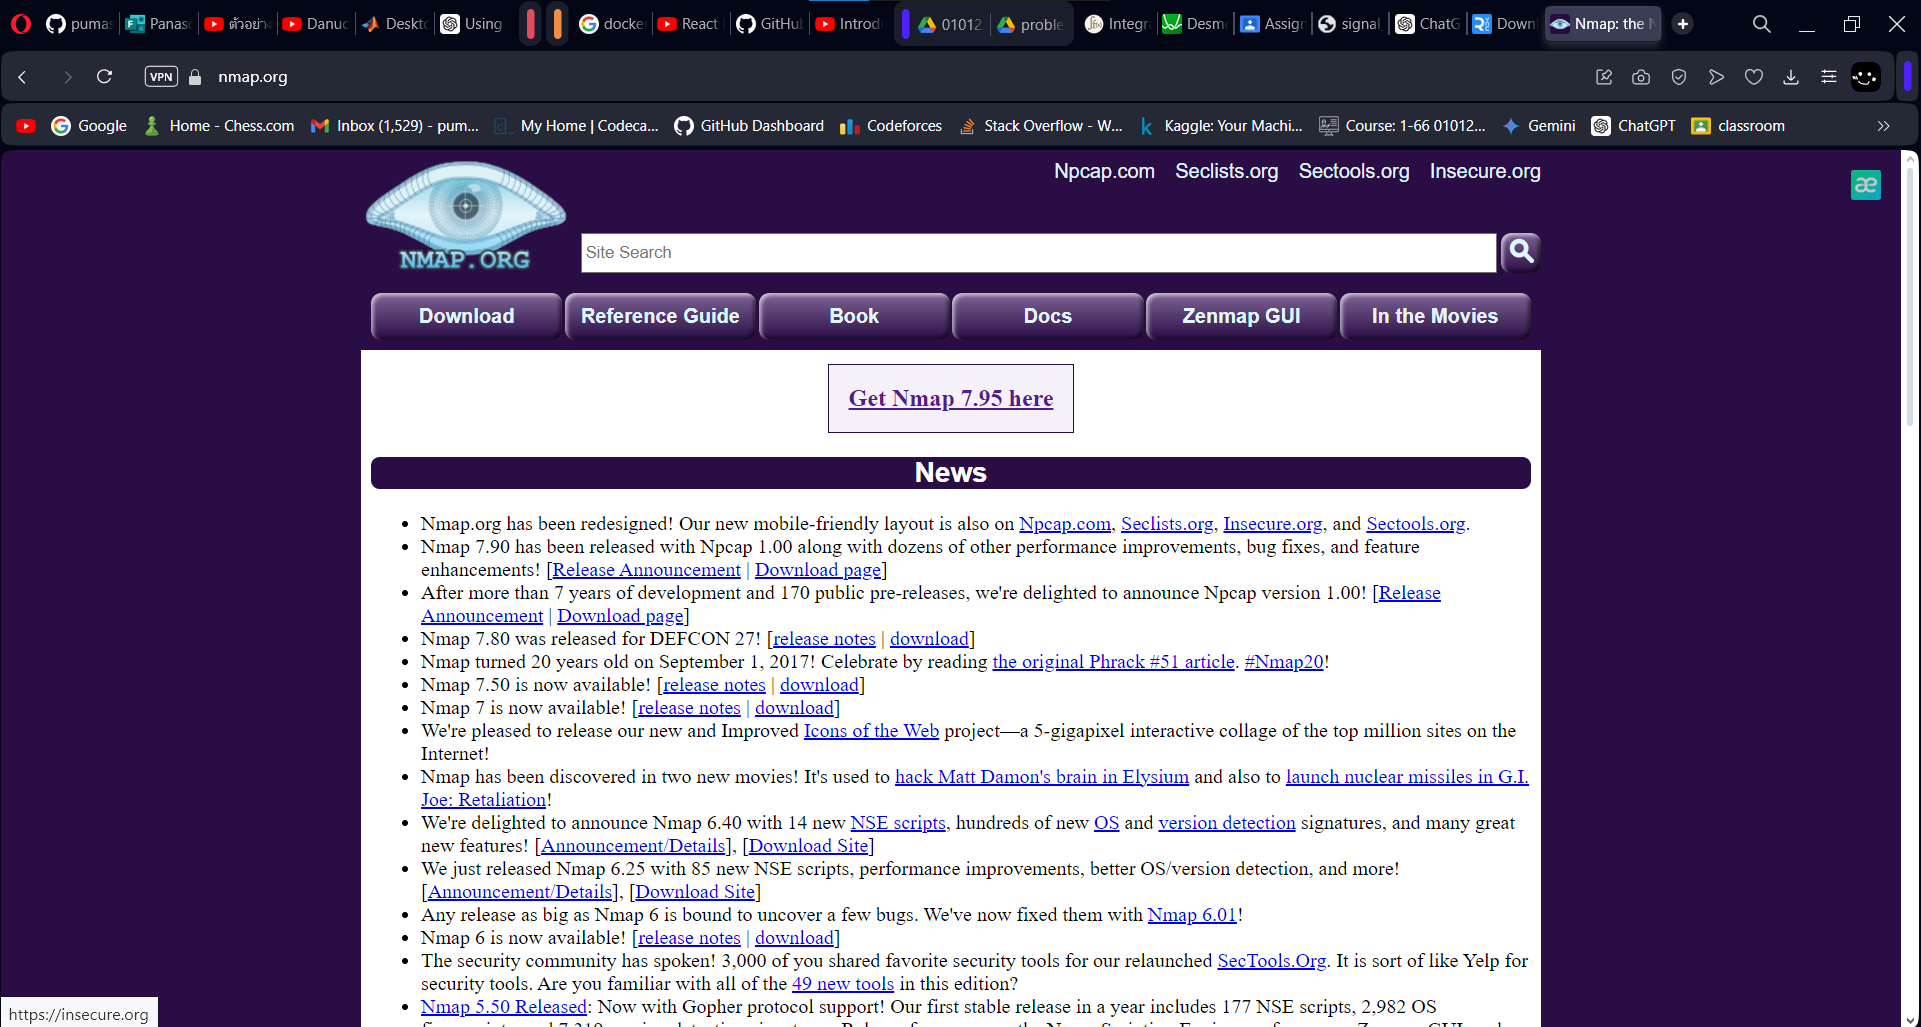 pumas
Panas
ตัวอย่า
Danuc
Deskto
Using
docke
React
GitHu
Introd
01012
proble
Integr
Desmo
Assign
signal
ChatG
Down
Nmap: the N
VPN
nmap.org
Google
Home - Chess.com
Inbox (1,529) - pum...
My Home | Codeca...
GitHub Dashboard
Codeforces
Stack Overflow - W...
Kaggle: Your Machi...
Course: 1-66 01012...
Gemini
ChatGPT
classroom
Npcap.com Seclists.org Sectools.org Insecure.org
æ
NMAP.ORG
Site Search
Download Reference Guide Book Docs Zenmap GUI In the Movies
Get Nmap 7.95 here
News
Nmap.org has been redesigned! Our new mobile-friendly layout is also on Npcap.com, Seclists.org, Insecure.org, and Sectools.org.
Nmap 7.90 has been released with Npcap 1.00 along with dozens of other performance improvements, bug fixes, and feature
enhancements! [Release Announcement | Download page]
After more than 7 years of development and 170 public pre-releases, we're delighted to announce Npcap version 1.00! [Release
Announcement | Download page]
Nmap 7.80 was released for DEFCON 27! [release notes | download]
Nmap turned 20 years old on September 1, 2017! Celebrate by reading the original Phrack #51 article. #Nmap20!
Nmap 7.50 is now available! [release notes | download]
Nmap 7 is now available! [release notes | download]
We're pleased to release our new and Improved Icons of the Web project—a 5-gigapixel interactive collage of the top million sites on the
Internet!
Nmap has been discovered in two new movies! It's used to hack Matt Damon's brain in Elysium and also to launch nuclear missiles in G.I.
Joe: Retaliation!
We're delighted to announce Nmap 6.40 with 14 new NSE scripts, hundreds of new OS and version detection signatures, and many great
new features! [Announcement/Details], [Download Site]
We just released Nmap 6.25 with 85 new NSE scripts, performance improvements, better OS/version detection, and more!
[Announcement/Details], [Download Site]
Any release as big as Nmap 6 is bound to uncover a few bugs. We've now fixed them with Nmap 6.01!
Nmap 6 is now available! [release notes | download]
The security community has spoken! 3,000 of you shared favorite security tools for our relaunched SecTools.Org. It is sort of like Yelp for
security tools. Are you familiar with all of the 49 new tools in this edition?
Nmap 5.50 Released: Now with Gopher protocol support! Our first stable release in a year includes 177 NSE scripts, 2,982 OS
https://insecure.org